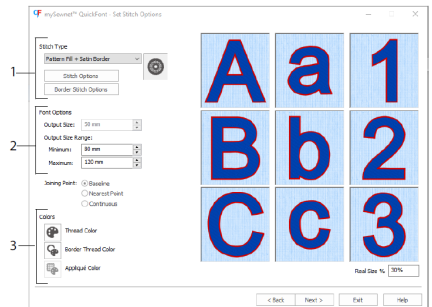 mySewnet™ QuickFont - Set Stitch Options
Stitch Type
Pattern Fill + Satin Border
1
Stitch Options
Border Stitch Options
Font Options
Output Size:
Output Size Range:
2
Minimum: 80 mm
Maximum: 120 mm
Joining Point: Baseline
Nearest Point
Continuous
Colors
Thread Color
3
Border Thread Color
Appliqué Color
A a 1
B b 2
C c 3
Real Size % 30%
< Back Next > Exit Help